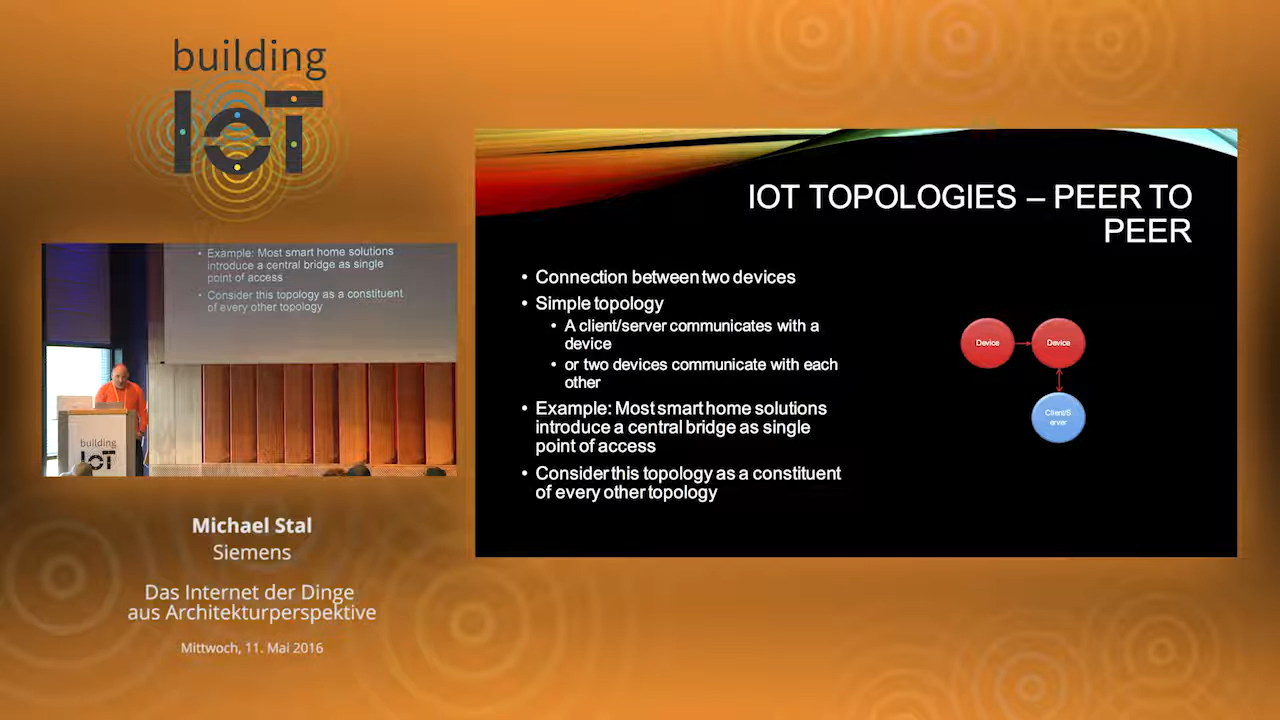 building
IoT
• Example: Most smart home solutions
introduce a central bridge as single
point of access
• Consider this topology as a constituent
of every other topology
building
IoT
Michael Stal
Siemens
Das Internet der Dinge
aus Architekturperspektive
Mittwoch, 11. Mai 2016
IOT TOPOLOGIES – PEER TO
PEER
• Connection between two devices
• Simple topology
• A client/server communicates with a
device
• or two devices communicate with each
other
• Example: Most smart home solutions
introduce a central bridge as single
point of access
• Consider this topology as a constituent
of every other topology
Device
Device
Client/S
erver